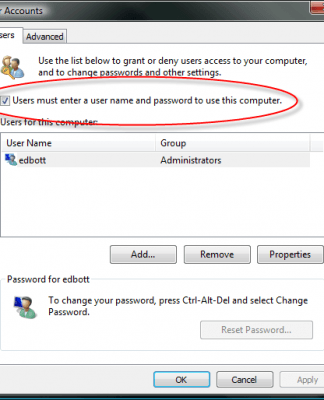 r Accounts
sers
Advanced
Use the list below to grant or deny users access to your computer,
and to change passwords and other settings.
Users must enter a user name and password to use this computer.
Users for this computer:
User Name Group
edbott Administrators
Add... Remove Properties
Password for edbott
To change your password, press Ctrl-Alt-Del and select Change
Password.
Reset Password...
OK Cancel Apply